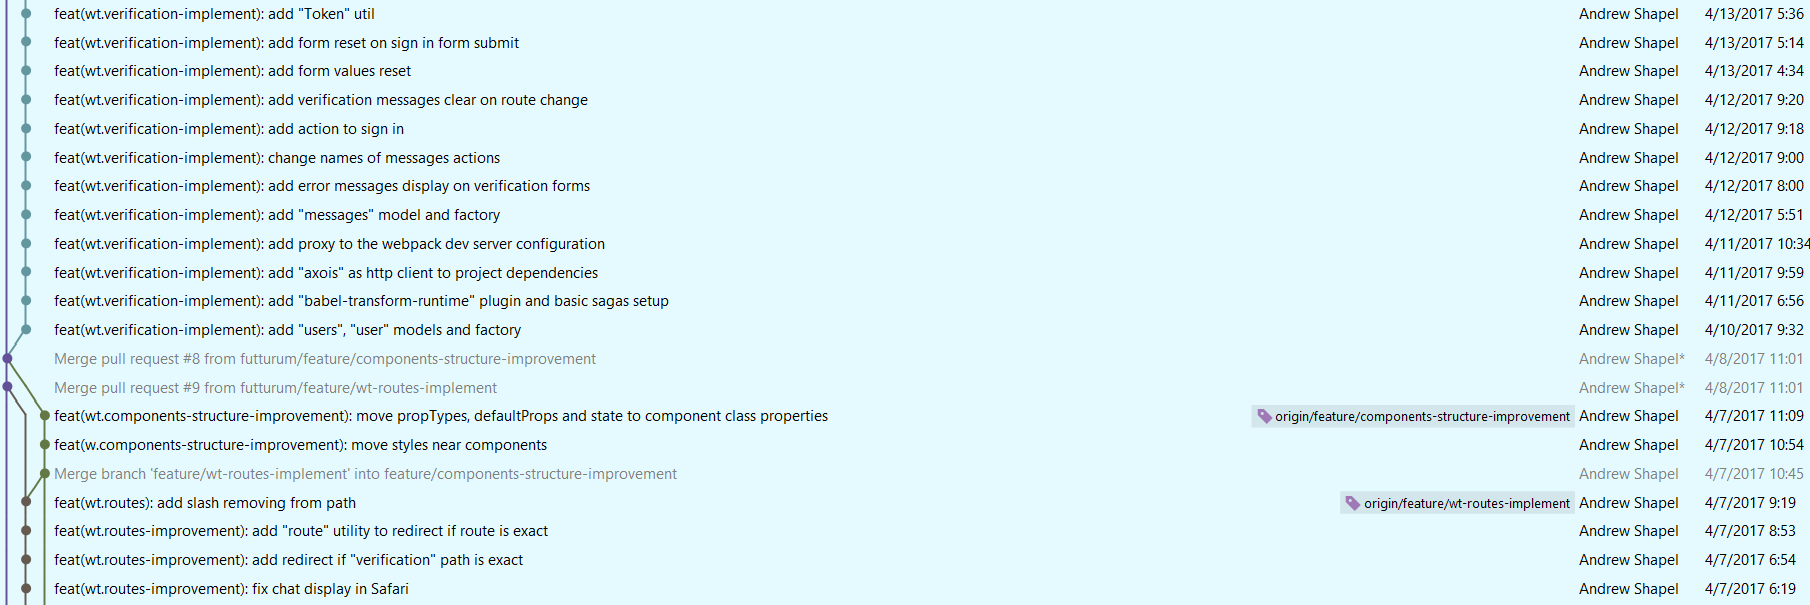 feat(wt.verification-implement): add "Token" util Andrew Shapel 4/13/2017 5:36
feat(wt.verification-implement): add form reset on sign in form submit Andrew Shapel 4/13/2017 5:14
feat(wt.verification-implement): add form values reset Andrew Shapel 4/13/2017 4:34
feat(wt.verification-implement): add verification messages clear on route change Andrew Shapel 4/12/2017 9:20
feat(wt.verification-implement): add action to sign in Andrew Shapel 4/12/2017 9:18
feat(wt.verification-implement): change names of messages actions Andrew Shapel 4/12/2017 9:00
feat(wt.verification-implement): add error messages display on verification forms Andrew Shapel 4/12/2017 8:00
feat(wt.verification-implement): add "messages" model and factory Andrew Shapel 4/12/2017 5:51
feat(wt.verification-implement): add proxy to the webpack dev server configuration Andrew Shapel 4/11/2017 10:34
feat(wt.verification-implement): add "axois" as http client to project dependencies Andrew Shapel 4/11/2017 9:59
feat(wt.verification-implement): add "babel-transform-runtime" plugin and basic sagas setup Andrew Shapel 4/11/2017 6:56
feat(wt.verification-implement): add "users", "user" models and factory Andrew Shapel 4/10/2017 9:32
Merge pull request #8 from futturum/feature/components-structure-improvement Andrew Shapel* 4/8/2017 11:01
Merge pull request #9 from futturum/feature/wt-routes-implement Andrew Shapel* 4/8/2017 11:01
feat(wt.components-structure-improvement): move propTypes, defaultProps and state to component class properties origin/feature/components-structure-improvement Andrew Shapel 4/7/2017 11:09
feat(w.components-structure-improvement): move styles near components Andrew Shapel 4/7/2017 10:54
Merge branch 'feature/wt-routes-implement' into feature/components-structure-improvement Andrew Shapel 4/7/2017 10:45
feat(wt.routes): add slash removing from path origin/feature/wt-routes-implement Andrew Shapel 4/7/2017 9:19
feat(wt.routes-improvement): add "route" utility to redirect if route is exact Andrew Shapel 4/7/2017 8:53
feat(wt.routes-improvement): add redirect if "verification" path is exact Andrew Shapel 4/7/2017 6:54
feat(wt.routes-improvement): fix chat display in Safari Andrew Shapel 4/7/2017 6:19